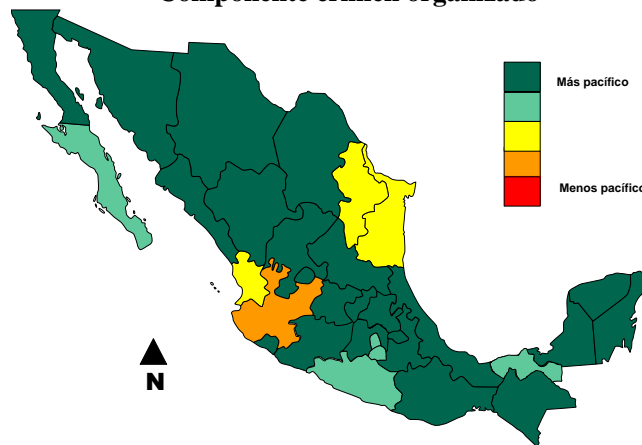 Componente crimen organizado
Más pacífico
Menos pacífico
N